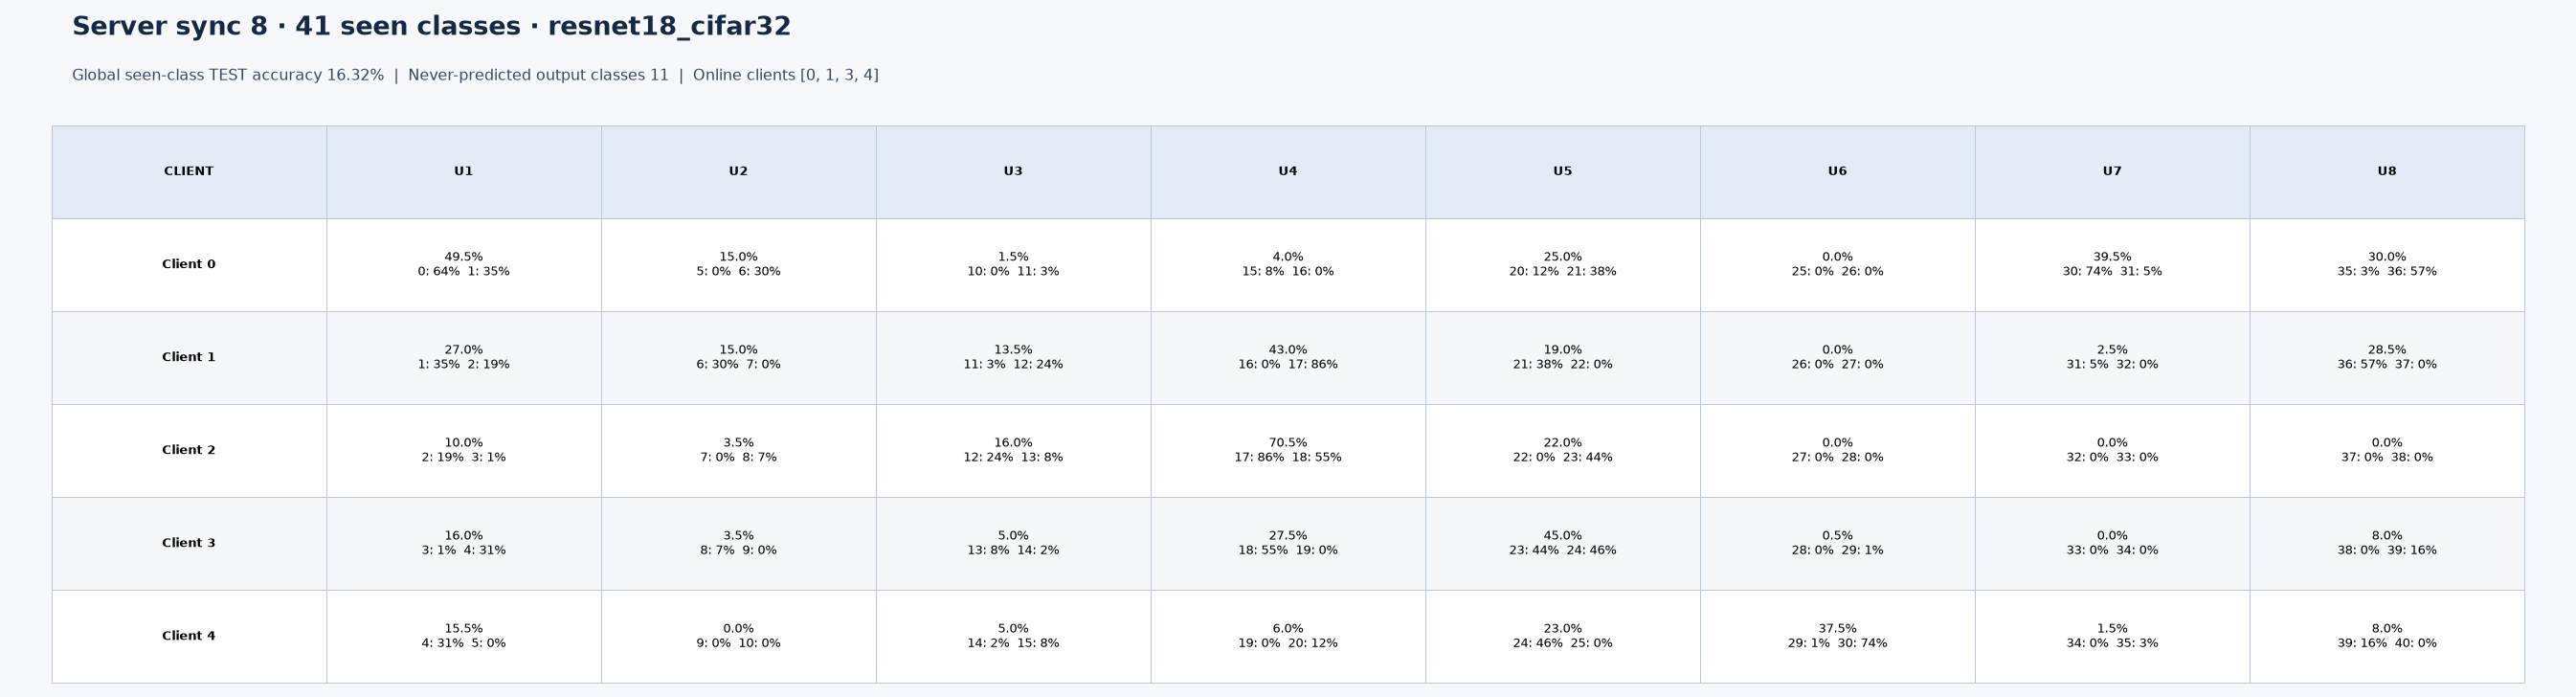 Server sync 8 · 41 seen classes · resnet18_cifar32
Global seen-class TEST accuracy 16.32% | Never-predicted output classes 11 | Online clients [0, 1, 3, 4]
CLIENT U1 U2 U3 U4 U5 U6 U7 U8
Client 0
49.5%
0: 64% 1: 35%
15.0%
5: 0% 6: 30%
1.5%
10: 0% 11: 3%
4.0%
15: 8% 16: 0%
25.0%
20: 12% 21: 38%
0.0%
25: 0% 26: 0%
39.5%
30: 74% 31: 5%
30.0%
35: 3% 36: 57%
Client 1
27.0%
1: 35% 2: 19%
15.0%
6: 30% 7: 0%
13.5%
11: 3% 12: 24%
43.0%
16: 0% 17: 86%
19.0%
21: 38% 22: 0%
0.0%
26: 0% 27: 0%
2.5%
31: 5% 32: 0%
28.5%
36: 57% 37: 0%
Client 2
10.0%
2: 19% 3: 1%
3.5%
7: 0% 8: 7%
16.0%
12: 24% 13: 8%
70.5%
17: 86% 18: 55%
22.0%
22: 0% 23: 44%
0.0%
27: 0% 28: 0%
0.0%
32: 0% 33: 0%
0.0%
37: 0% 38: 0%
Client 3
16.0%
3: 1% 4: 31%
3.5%
8: 7% 9: 0%
5.0%
13: 8% 14: 2%
27.5%
18: 55% 19: 0%
45.0%
23: 44% 24: 46%
0.5%
28: 0% 29: 1%
0.0%
33: 0% 34: 0%
8.0%
38: 0% 39: 16%
Client 4
15.5%
4: 31% 5: 0%
0.0%
9: 0% 10: 0%
5.0%
14: 2% 15: 8%
6.0%
19: 0% 20: 12%
23.0%
24: 46% 25: 0%
37.5%
29: 1% 30: 74%
1.5%
34: 0% 35: 3%
8.0%
39: 16% 40: 0%